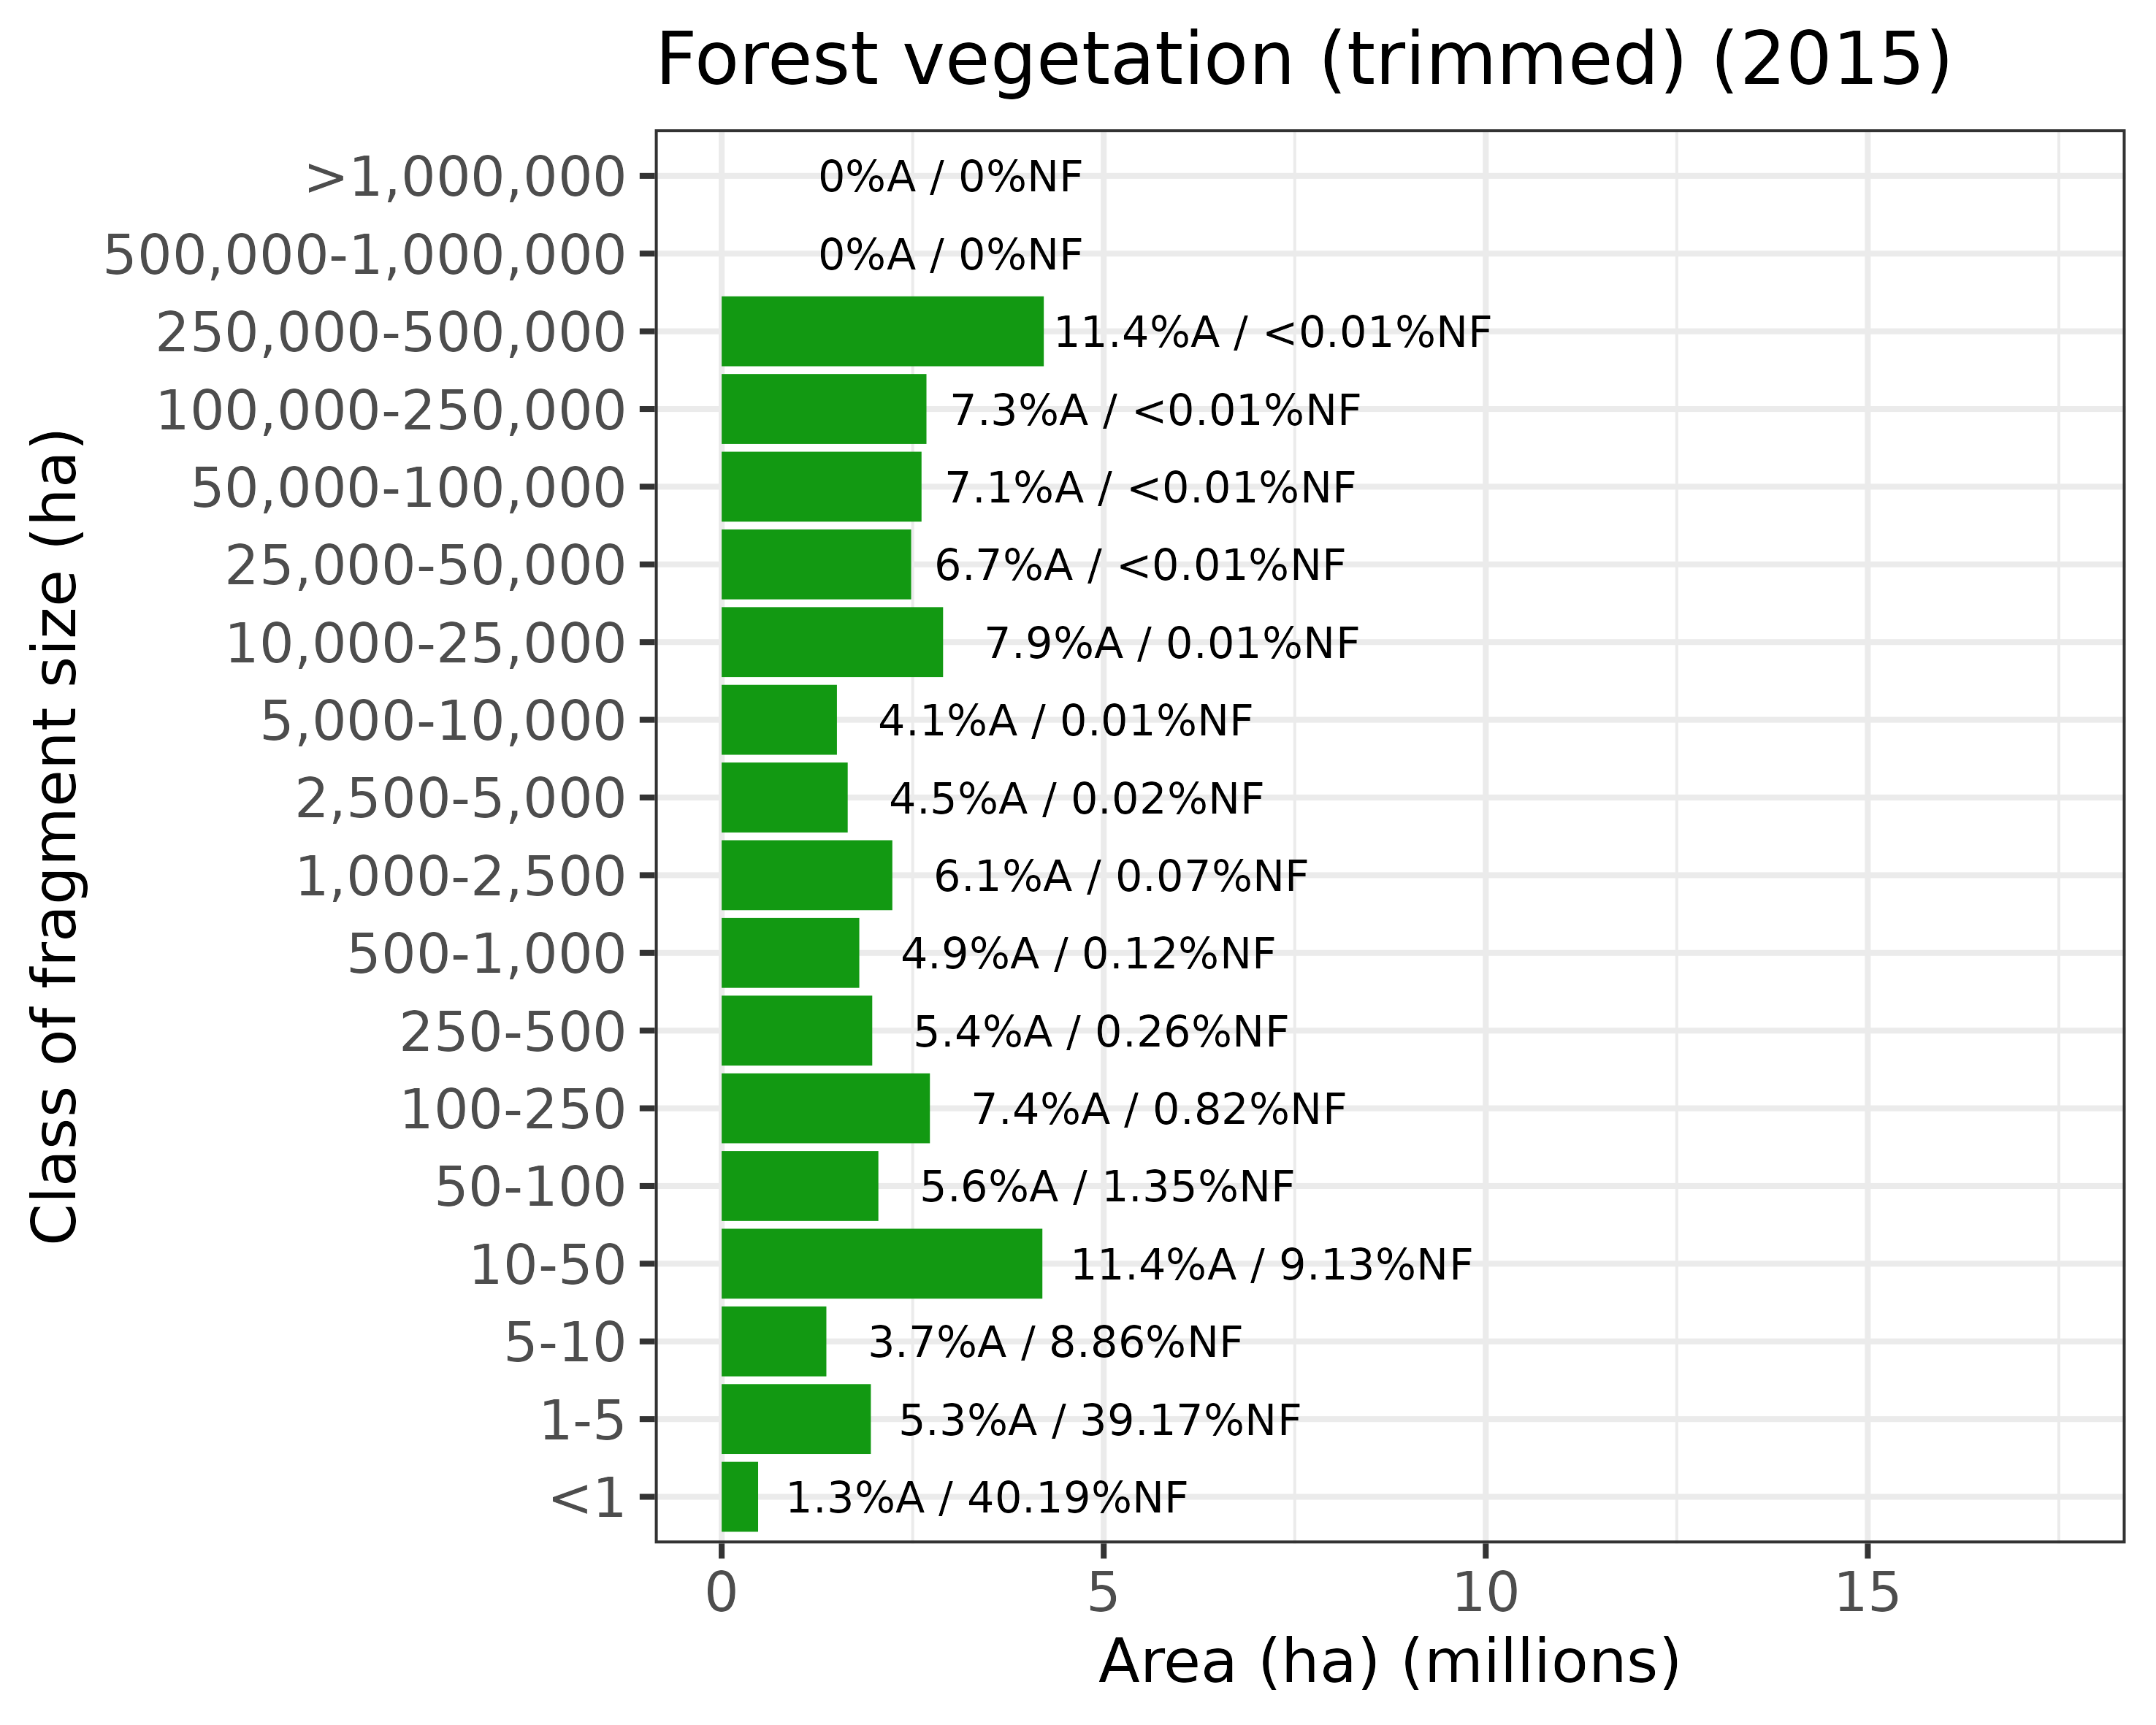 Forest vegetation (trimmed) (2015)
Class of fragment size (ha)
>1,000,000 0%A / 0%NF
500,000-1,000,000 0%A / 0%NF
250,000-500,000 11.4%A / <0.01%NF
100,000-250,000 7.3%A / <0.01%NF
50,000-100,000 7.1%A / <0.01%NF
25,000-50,000 6.7%A / <0.01%NF
10,000-25,000 7.9%A / 0.01%NF
5,000-10,000 4.1%A / 0.01%NF
2,500-5,000 4.5%A / 0.02%NF
1,000-2,500 6.1%A / 0.07%NF
500-1,000 4.9%A / 0.12%NF
250-500 5.4%A / 0.26%NF
100-250 7.4%A / 0.82%NF
50-100 5.6%A / 1.35%NF
10-50 11.4%A / 9.13%NF
5-10 3.7%A / 8.86%NF
1-5 5.3%A / 39.17%NF
<1 1.3%A / 40.19%NF
0 5 10 15
Area (ha) (millions)